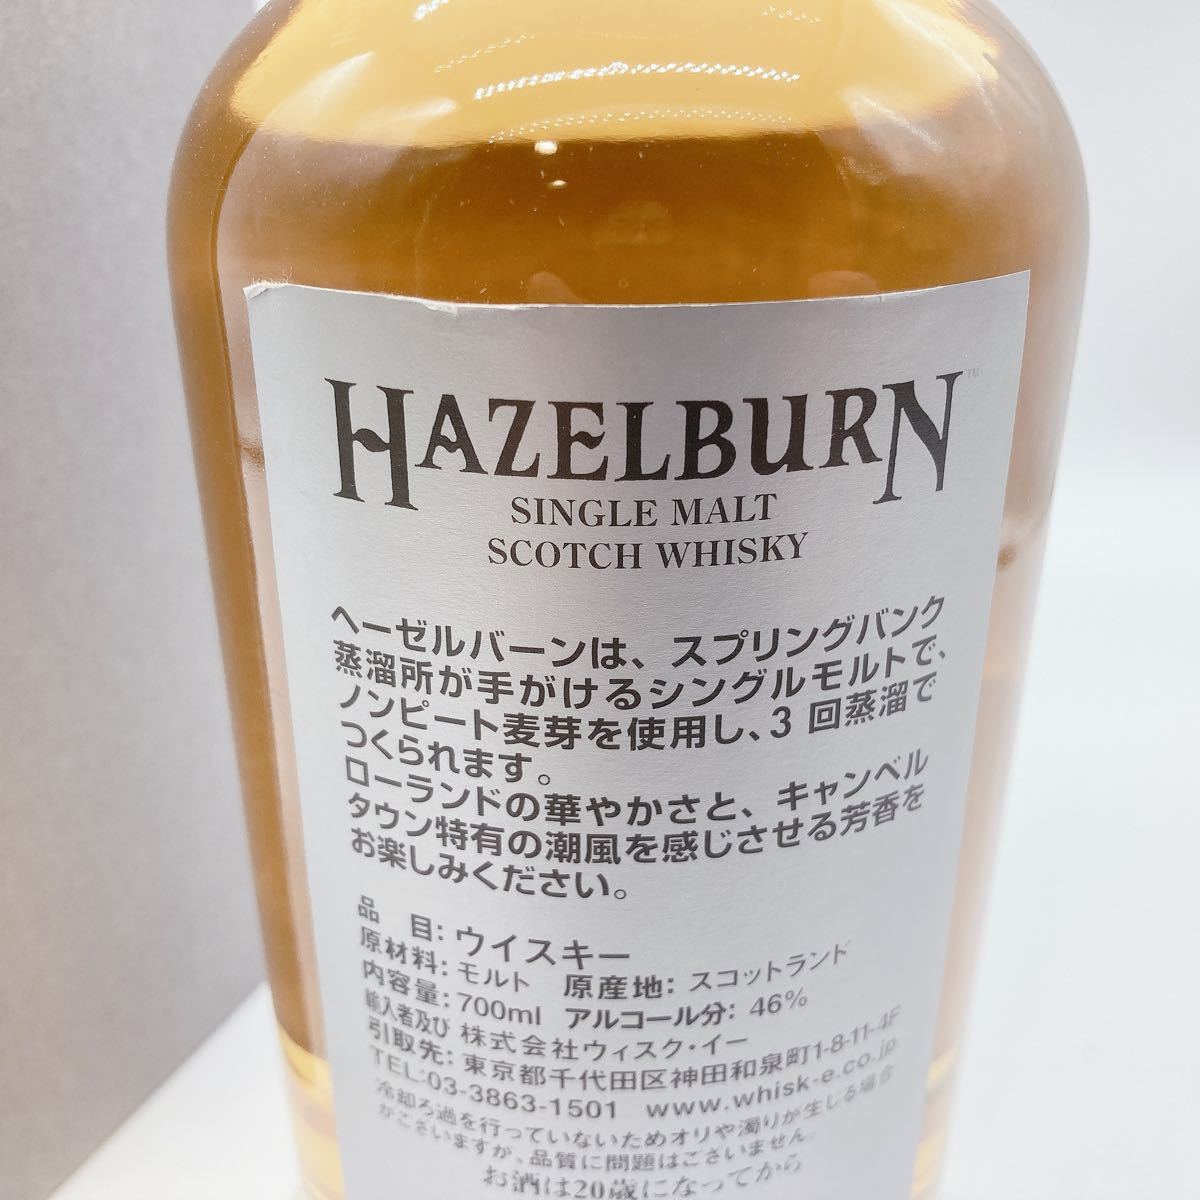 HAZELBURN™
SINGLE MALT
SCOTCH WHISKY
ヘーゼルバーンは、スプリングバンク
蒸溜所が手がけるシングルモルトで、
ノンピート麦芽を使用し、3回蒸溜で
つくられます。
ローランドの華やかさと、キャンベル
タウン特有の潮風を感じさせる芳香を
お楽しみください。
品 目: ウイスキー
原材料: モルト 原産地: スコットランド
内容量: 700ml アルコール分: 46%
輸入者及び 株式会社ウィスク・イー
引取先: 東京都千代田区神田和泉町1-8-11-4F
TEL:03-3863-1501 www.whisk-e.co.jp
冷却ろ過を行っていないためオリや濁りが生じる場合
がございますが、品質に問題はございません。
お酒は20歳になってから